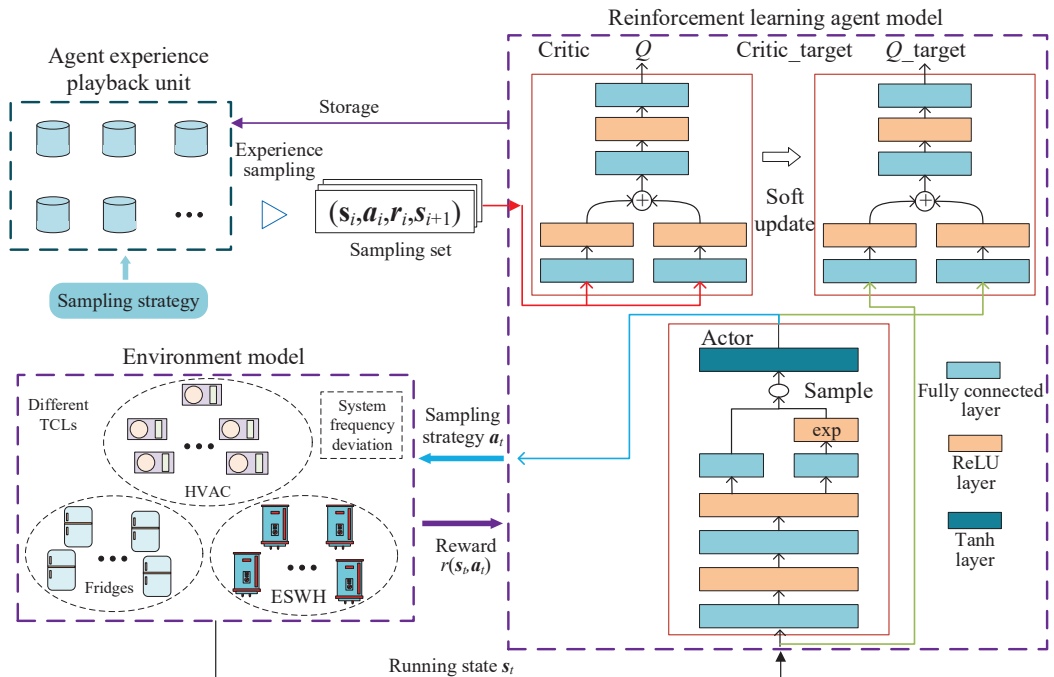 Reinforcement learning agent model
Agent experience
playback unit
Critic
Q
Critic_target
Q_target
Storage
Experience
sampling
(s_i,a_i,r_i,s_{i+1})
Sampling set
Soft
update
Sampling strategy
Environment model
Different
TCLs
System
frequency
deviation
HVAC
Fridges
ESWH
Sampling
strategy a_t
Reward
r(s_t,a_t)
Actor
Sample
exp
Fully connected
layer
ReLU
layer
Tanh
layer
Running state s_t